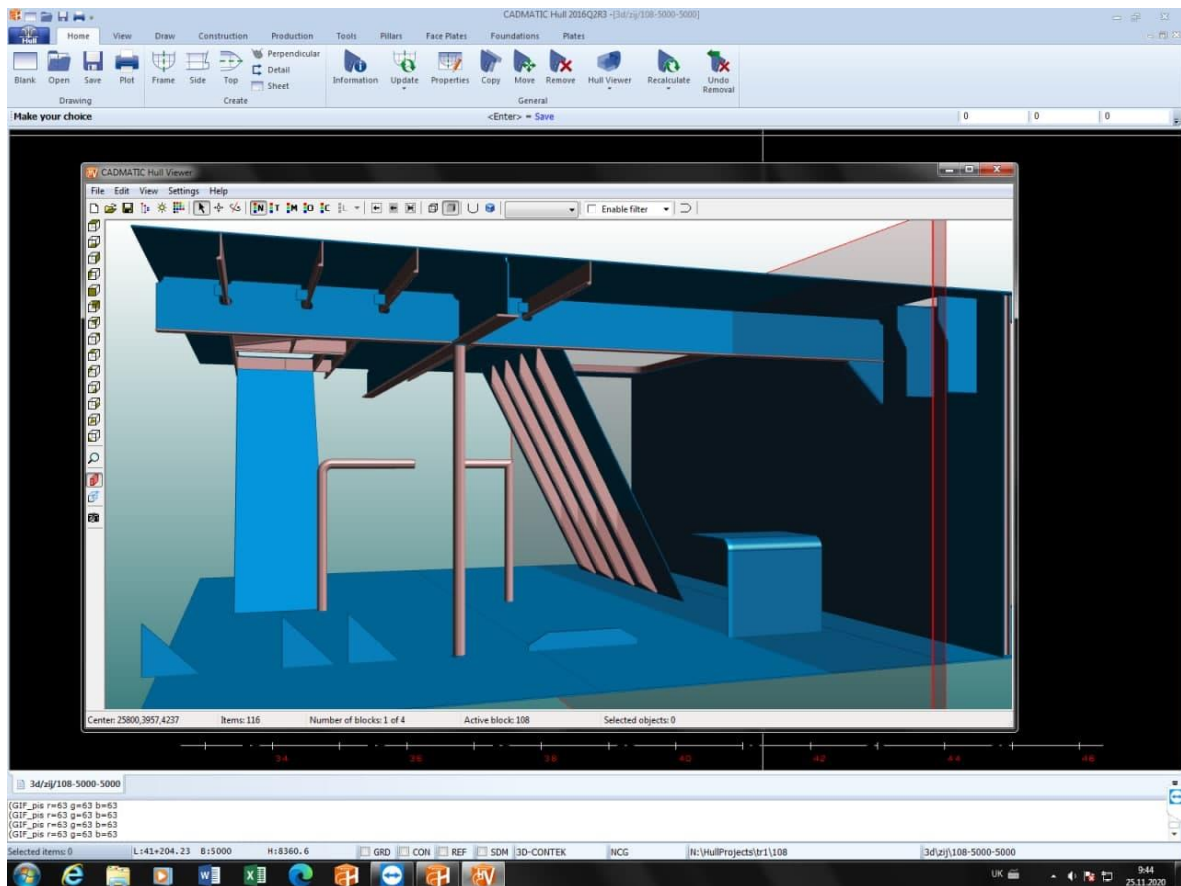 CADMATIC Hull 2016Q2R3 -[3d/zij/108-5000-5000]
Hull Home View Draw Construction Production Tools Pillars Face Plates Foundations Plates
Blank Open Save Plot Frame Side Top Perpendicular Detail Sheet Information Update Properties Copy Move Remove Hull Viewer Recalculate Undo Removal
Drawing Create General
Make your choice <Enter> = Save 0 0 0
CADMATIC Hull Viewer
File Edit View Settings Help
N T M O C L Enable filter
Center: 25800,3957,4237 Items: 116 Number of blocks: 1 of 4 Active block: 108 Selected objects: 0
34 36 38 40 42 44 46
3d/zij/108-5000-5000
(GIF_pis r=63 g=63 b=63
(GIF_pis r=63 g=63 b=63
(GIF_pis r=63 g=63 b=63
(GIF_pis r=63 g=63 b=63
Selected items: 0 L:41+204.23 B:5000 H:8360.6 GRD CON REF SDM 3D-CONTEK NCG N:\HullProjects\tr1\108 3d\zij\108-5000-5000
UK 9:44
25.11.2020